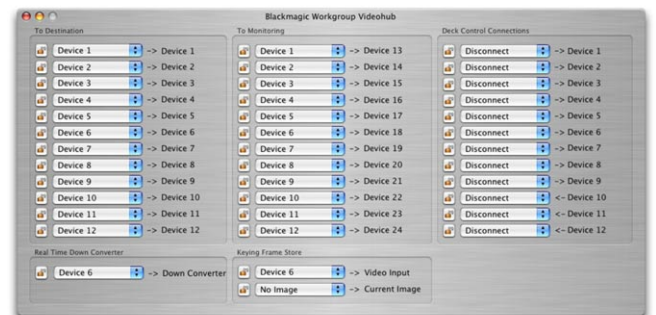 Blackmagic Workgroup Videohub
To Destination
Device 1 -> Device 1
Device 2 -> Device 2
Device 3 -> Device 3
Device 4 -> Device 4
Device 5 -> Device 5
Device 6 -> Device 6
Device 7 -> Device 7
Device 8 -> Device 8
Device 9 -> Device 9
Device 10 -> Device 10
Device 11 -> Device 11
Device 12 -> Device 12
To Monitoring
Device 1 -> Device 13
Device 2 -> Device 14
Device 3 -> Device 15
Device 4 -> Device 16
Device 5 -> Device 17
Device 6 -> Device 18
Device 7 -> Device 19
Device 8 -> Device 20
Device 9 -> Device 21
Device 10 -> Device 22
Device 11 -> Device 23
Device 12 -> Device 24
Deck Control Connections
Disconnect -> Device 1
Disconnect -> Device 2
Disconnect -> Device 3
Disconnect -> Device 4
Disconnect -> Device 5
Disconnect -> Device 6
Disconnect -> Device 7
Disconnect -> Device 8
Disconnect -> Device 9
Disconnect <- Device 10
Disconnect <- Device 11
Disconnect <- Device 12
Real Time Down Converter
Device 6 -> Down Converter
Keying Frame Store
Device 6 -> Video Input
No Image -> Current Image